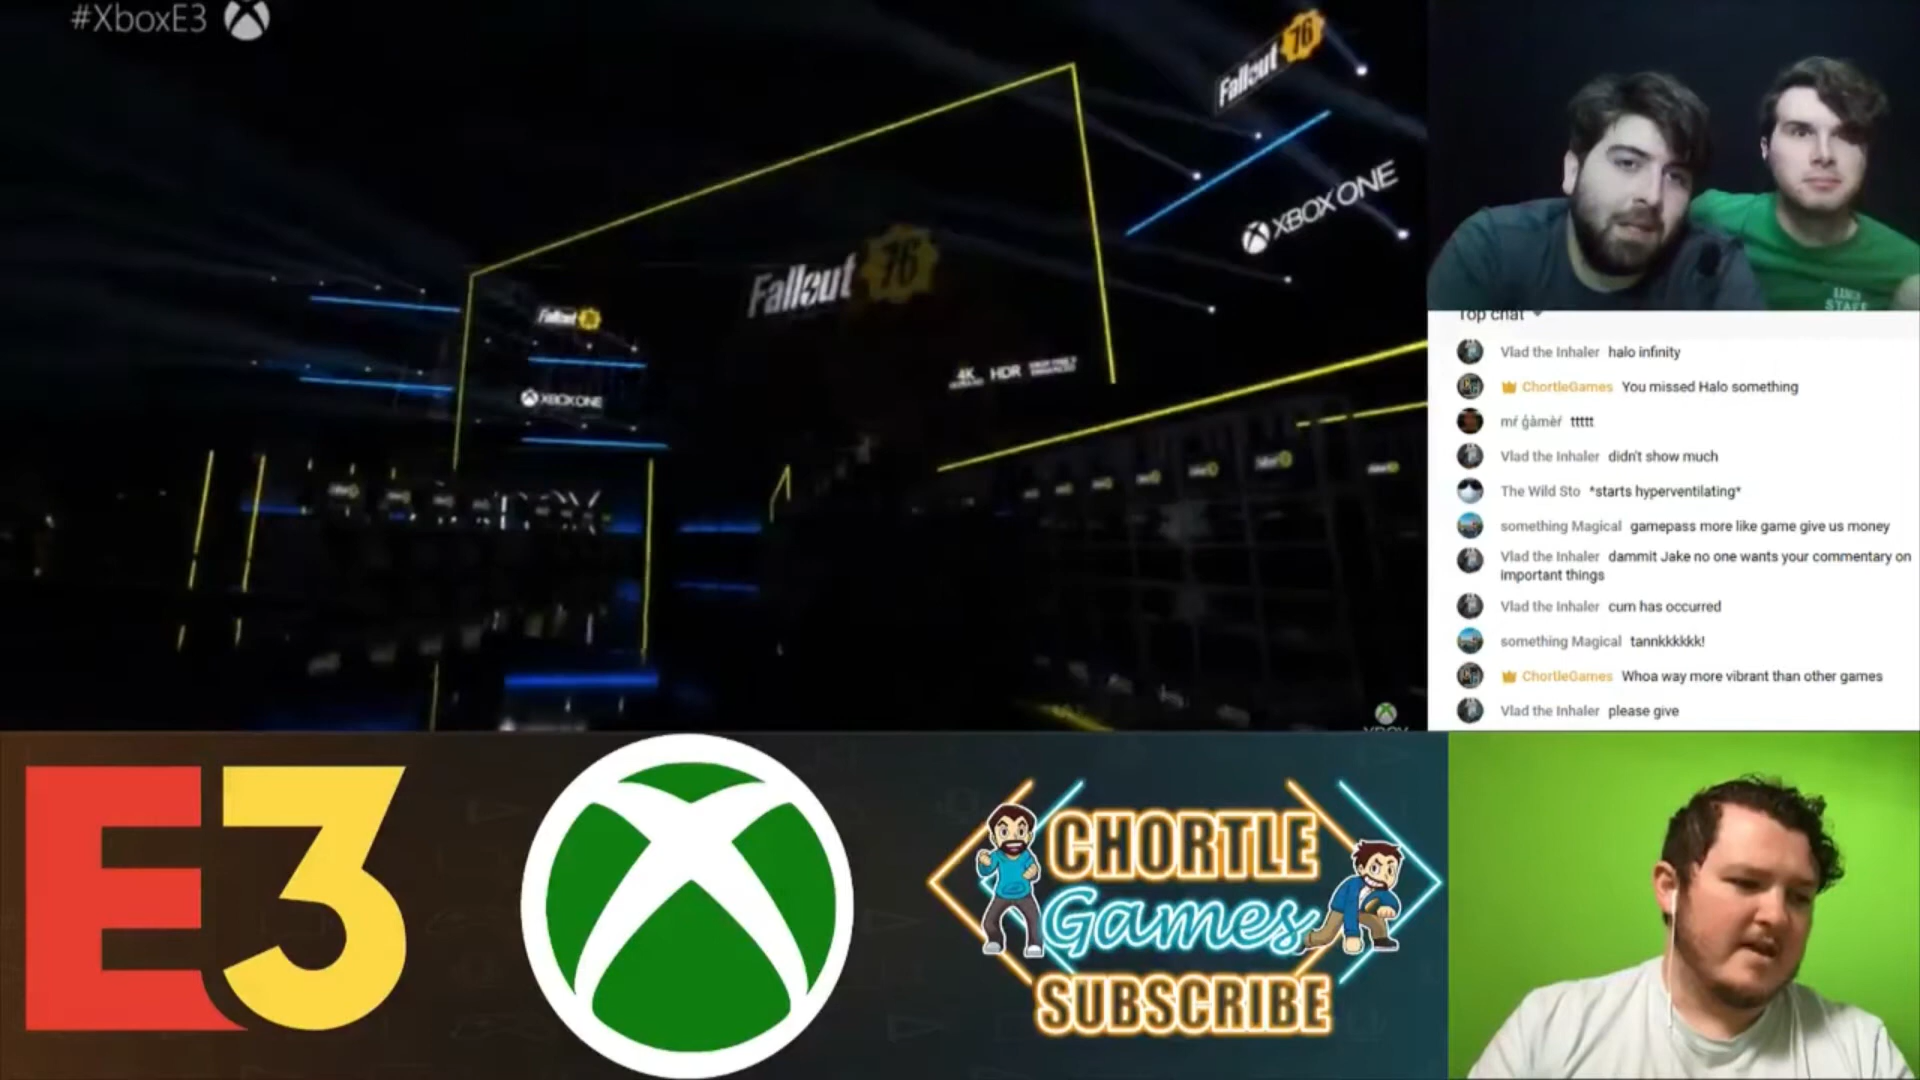 #XboxE3
Fallout 76
Fallout 76
XBOX ONE
Fallout 76
XBOX ONE
4K HDR
XBOX
Top chat
Vlad the Inhaler halo infinity
ChortleGames You missed Halo something
mŕ ģàmèŕ ttttt
Vlad the Inhaler didn't show much
The Wild Sto *starts hyperventilating*
something Magical gamepass more like game give us money
Vlad the Inhaler dammit Jake no one wants your commentary on
important things
Vlad the Inhaler cum has occurred
something Magical tannkkkkkk!
ChortleGames Whoa way more vibrant than other games
Vlad the Inhaler please give
E3
CHORTLE
Games
SUBSCRIBE
STAFF